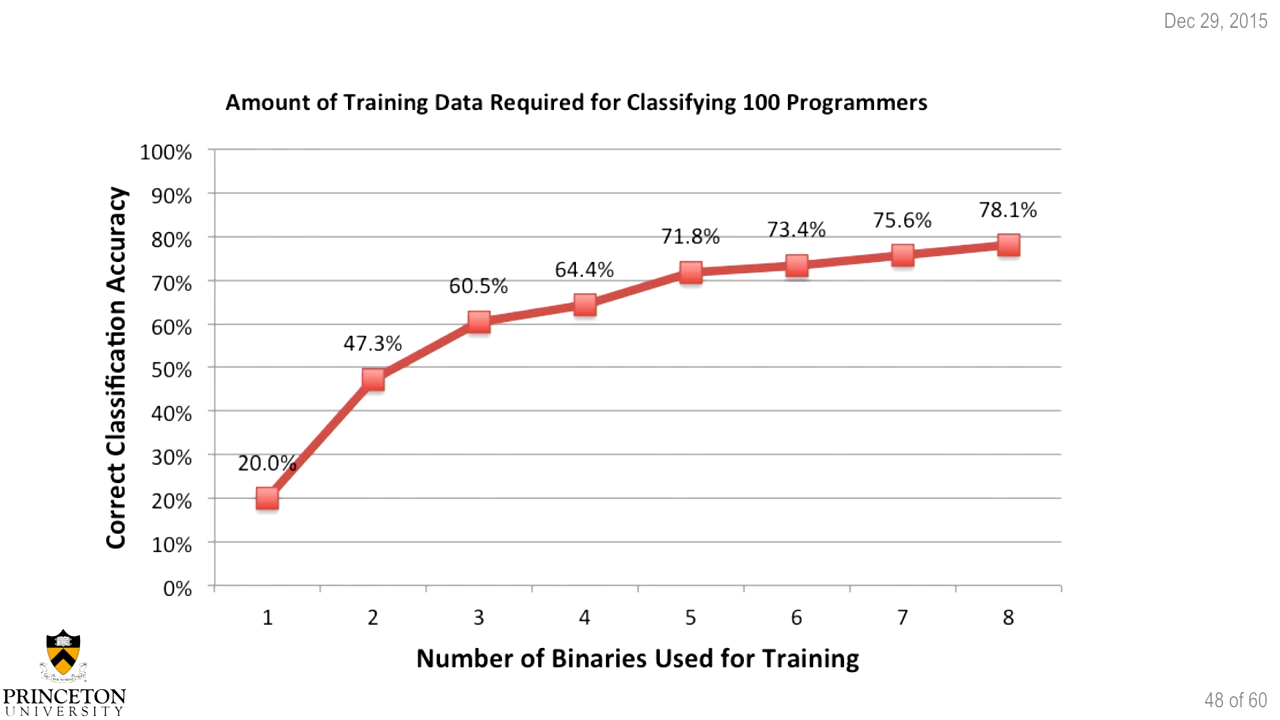 Dec 29, 2015
Amount of Training Data Required for Classifying 100 Programmers
Correct Classification Accuracy
100%
90%
80%
70%
60%
50%
40%
30%
20%
10%
0%
20.0%
47.3%
60.5%
64.4%
71.8%
73.4%
75.6%
78.1%
1 2 3 4 5 6 7 8
Number of Binaries Used for Training
PRINCETON
UNIVERSITY
48 of 60